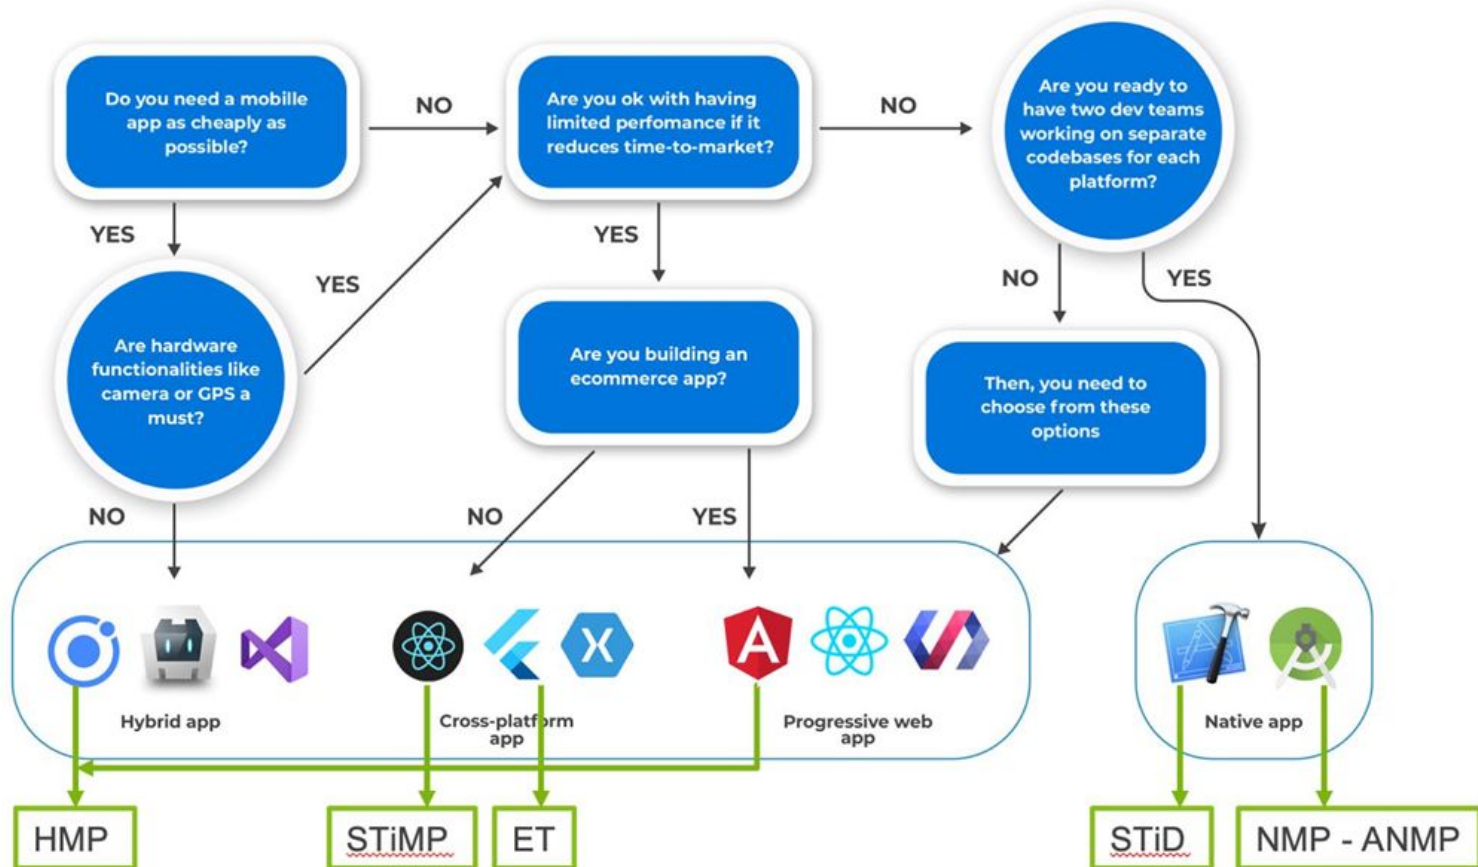 Do you need a mobille
app as cheaply as
possible?
NO
Are you ok with having
limited perfomance if it
reduces time-to-market?
NO
Are you ready to
have two dev teams
working on separate
codebases for each
platform?
YES
YES
YES
NO
YES
Are hardware
functionalities like
camera or GPS a
must?
Are you building an
ecommerce app?
Then, you need to
choose from these
options
NO
NO
YES
Hybrid app
Cross-platform
app
Progressive web
app
Native app
HMP
STiMP
ET
STiD
NMP - ANMP